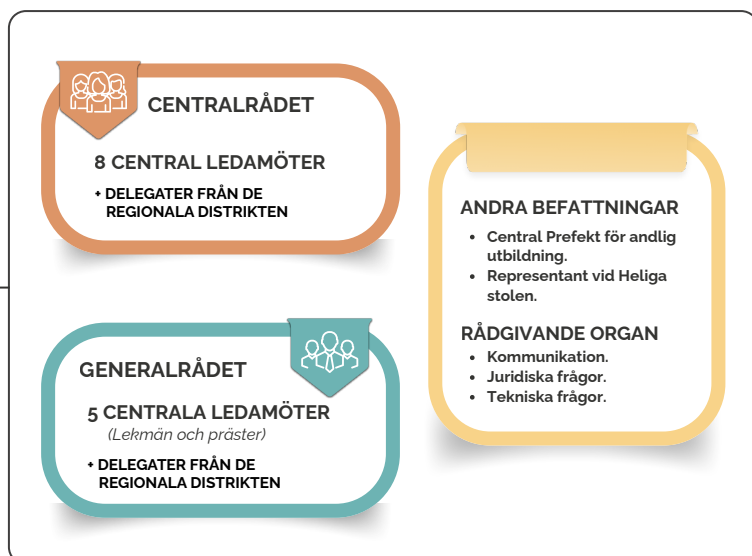 CENTRALRÅDET
8 CENTRAL LEDAMÖTER
+ DELEGATER FRÅN DE
REGIONALA DISTRIKTEN
GENERALRÅDET
5 CENTRALA LEDAMÖTER
(Lekmän och präster)
+ DELEGATER FRÅN DE
REGIONALA DISTRIKTEN
ANDRA BEFATTNINGAR
• Central Prefekt för andlig
utbildning.
• Representant vid Heliga
stolen.
RÅDGIVANDE ORGAN
• Kommunikation.
• Juridiska frågor.
• Tekniska frågor.